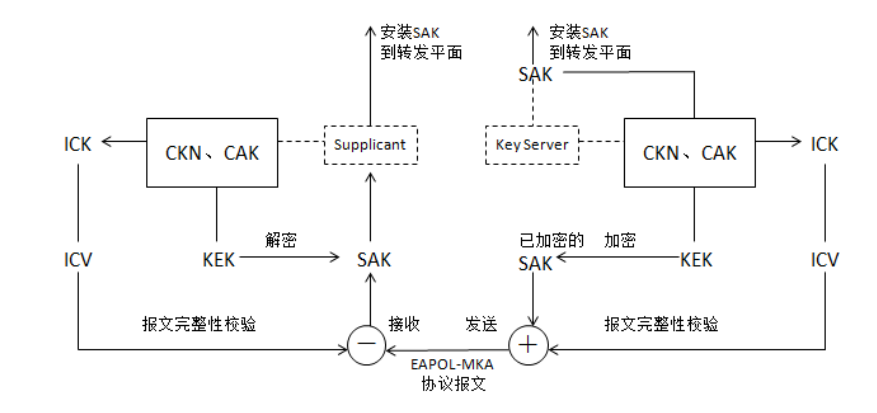 安装SAK
到转发平面
安装SAK
到转发平面
SAK
ICK
CKN、CAK
Supplicant
Key Server
CKN、CAK
ICK
解密
已加密的
加密
ICV
KEK
SAK
SAK
KEK
ICV
报文完整性校验
接收
发送
报文完整性校验
EAPOL-MKA
协议报文